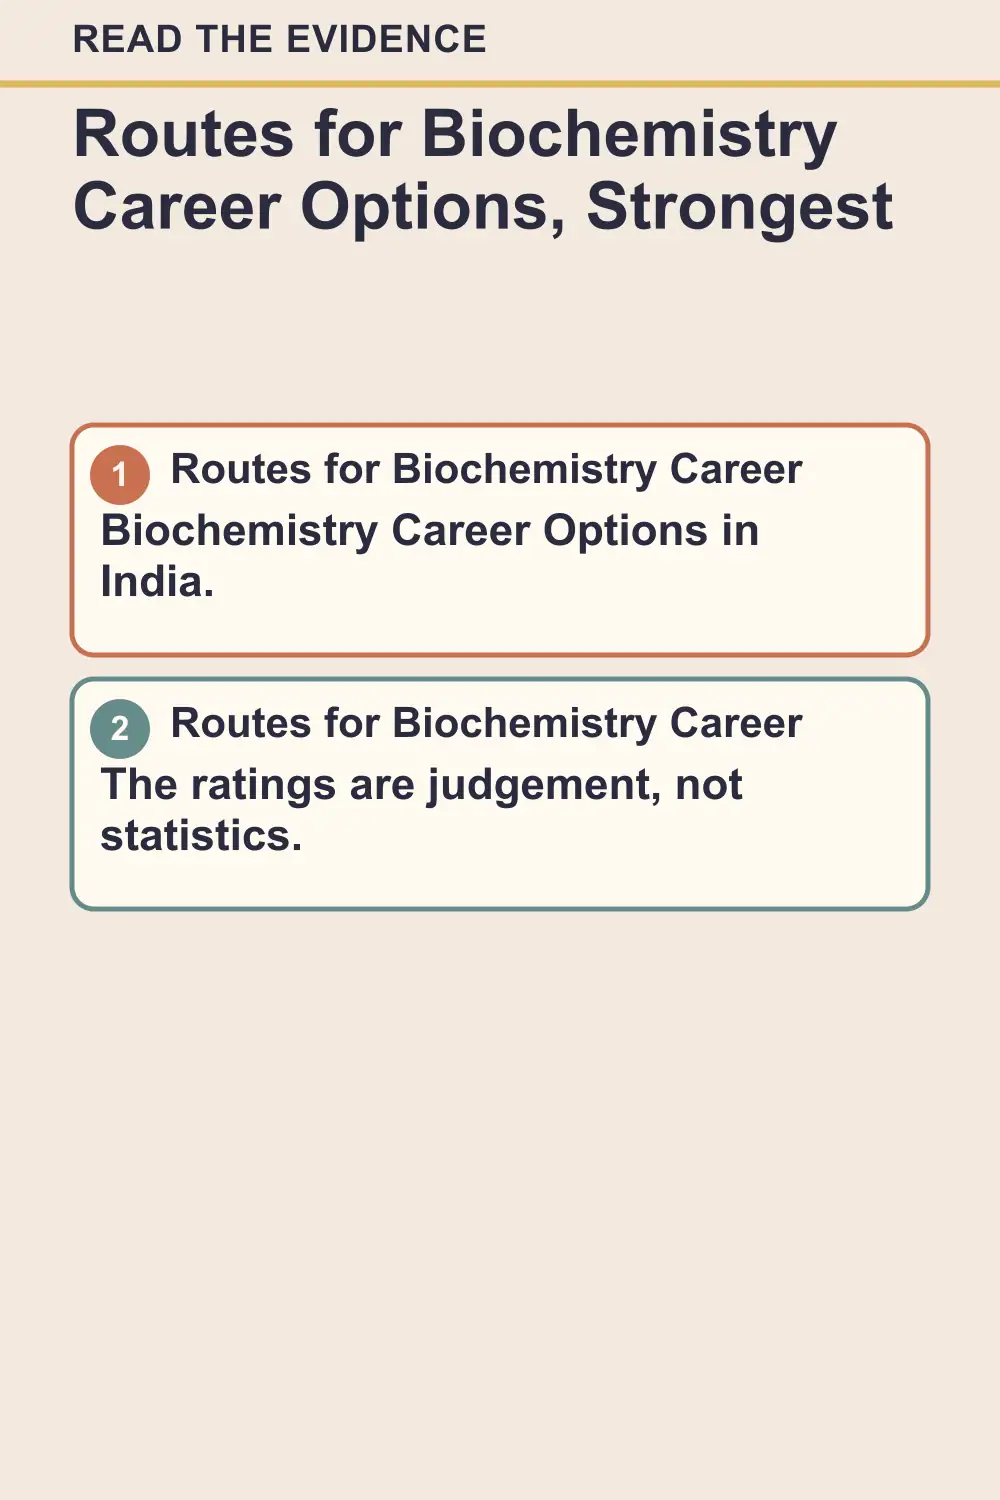 READ THE EVIDENCE
Routes for Biochemistry
Career Options, Strongest
1 Routes for Biochemistry Career
Biochemistry Career Options in
India.
2 Routes for Biochemistry Career
The ratings are judgement, not
statistics.